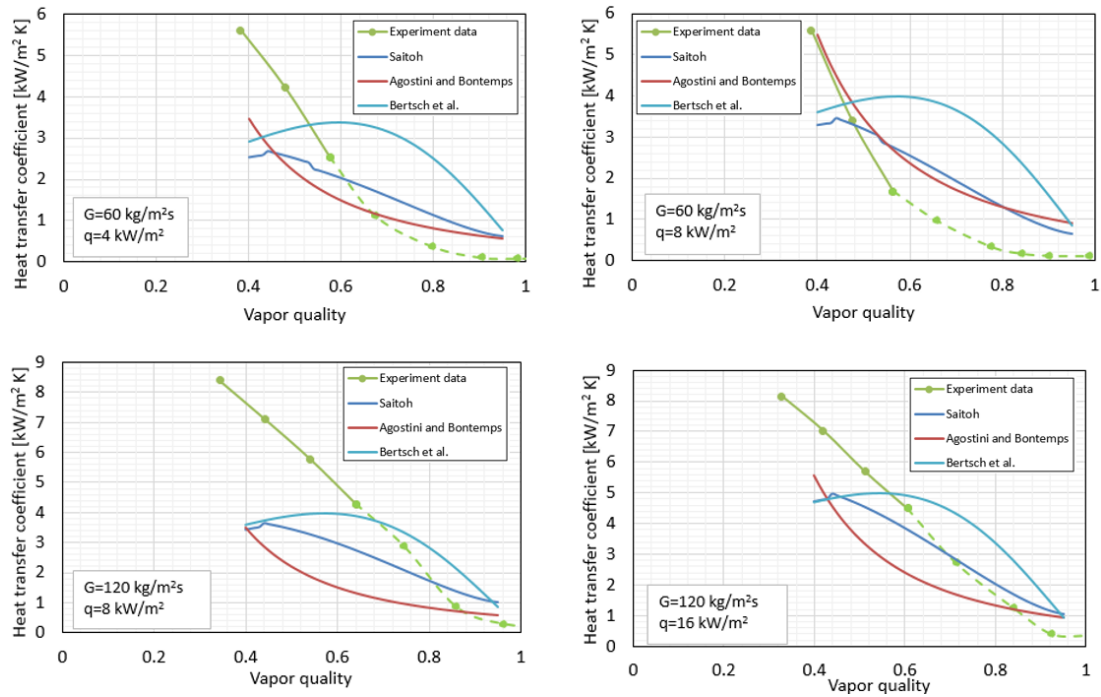 Heat transfer coefficient [kW/m² K]
6
5
4
3
2
1
0
Experiment data
Saitoh
Agostini and Bontemps
Bertsch et al.
G=60 kg/m²s
q=4 kW/m²
0
0.2
0.4
0.6
0.8
1
Vapor quality
Heat transfer coefficient [kW/m² K]
6
5
4
3
2
1
0
Experiment data
Saitoh
Agostini and Bontemps
Bertsch et al.
G=60 kg/m²s
q=8 kW/m²
0
0.2
0.4
0.6
0.8
1
Vapor quality
Heat transfer coefficient [kW/m² K]
9
8
7
6
5
4
3
2
1
0
Experiment data
Saitoh
Agostini and Bontemps
Bertsch et al.
G=120 kg/m²s
q=8 kW/m²
0
0.2
0.4
0.6
0.8
1
Vapor quality
Heat transfer coefficient [kW/m² K]
9
8
7
6
5
4
3
2
1
0
Experiment data
Saitoh
Agostini and Bontemps
Bertsch et al.
G=120 kg/m²s
q=16 kW/m²
0
0.2
0.4
0.6
0.8
1
Vapor quality